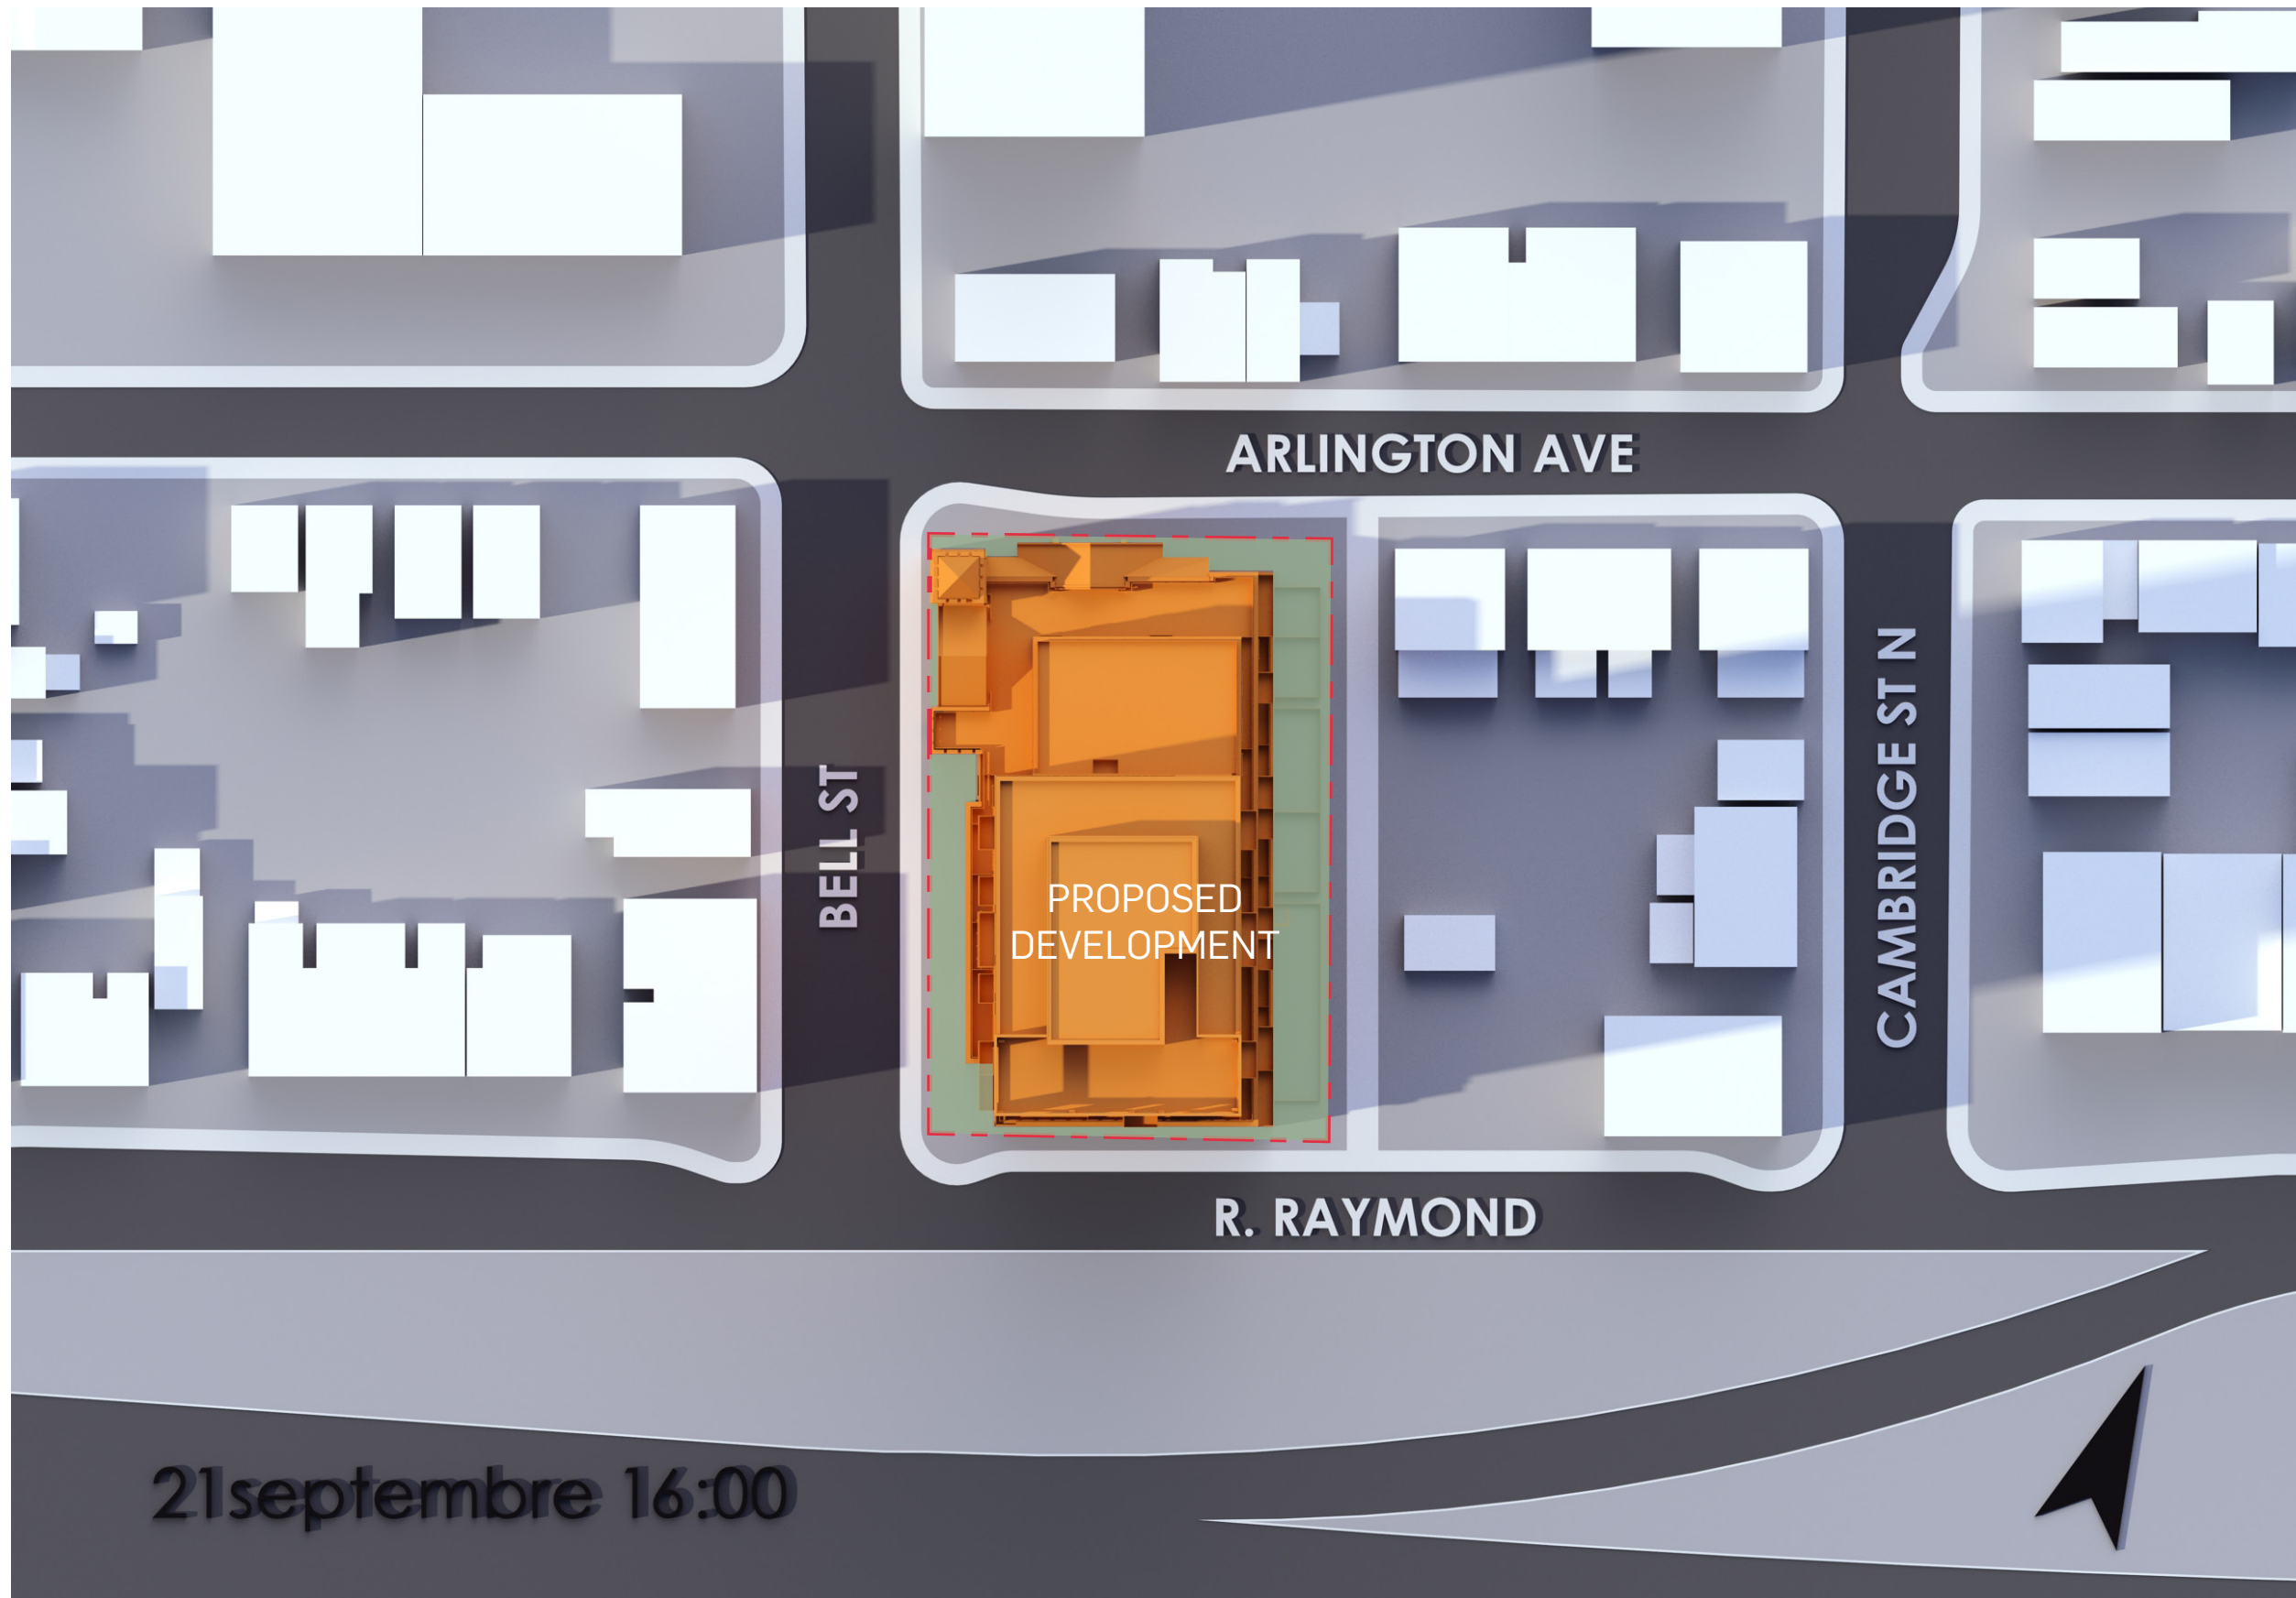 ARLINGTON AVE
BELL ST
CAMBRIDGE ST N
PROPOSED
DEVELOPMENT
R. RAYMOND
21septembre 16:00